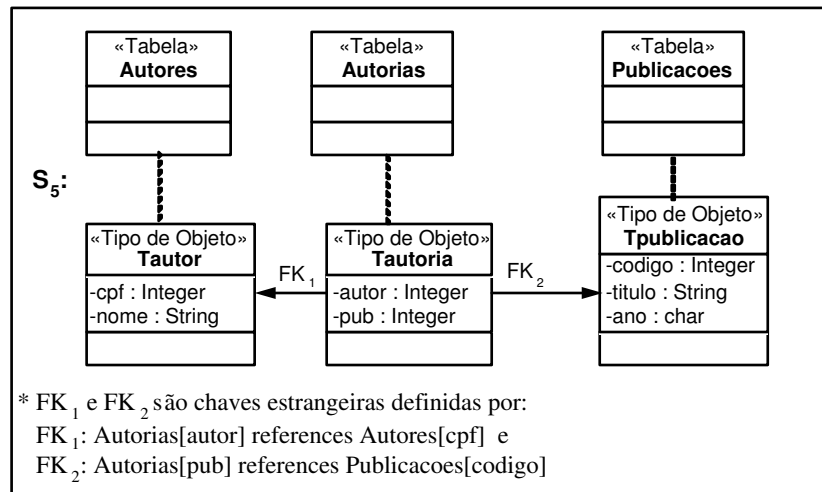 «Tabela»
Autores
«Tabela»
Autorias
«Tabela»
Publicacoes
S5:
«Tipo de Objeto»
Tautor
-cpf : Integer
-nome : String
FK1
«Tipo de Objeto»
Tautoria
-autor : Integer
-pub : Integer
FK2
«Tipo de Objeto»
Tpublicacao
-codigo : Integer
-titulo : String
-ano : char
* FK1 e FK2 são chaves estrangeiras definidas por:
FK1: Autorias[autor] references Autores[cpf] e
FK2: Autorias[pub] references Publicacoes[codigo]